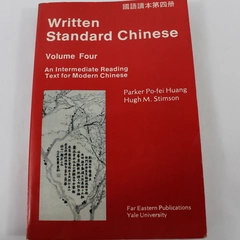 國語讀本第四册
Written
Standard Chinese
Volume Four
An Intermediate Reading
Text for Modern Chinese
Parker Po-fei Huang
Hugh M. Stimson
Far Eastern Publications
Yale University